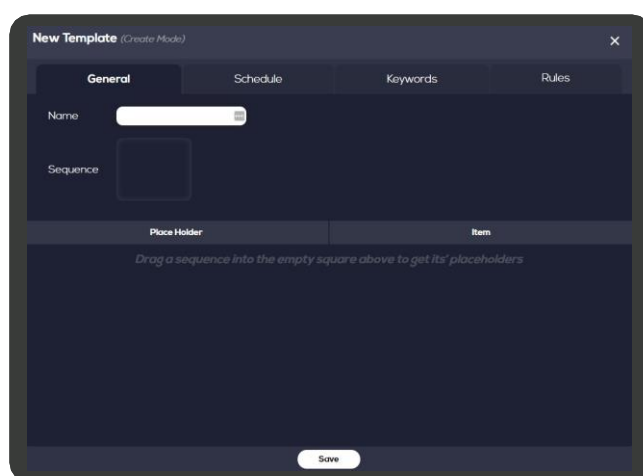 New Template (Create Mode)
General Schedule Keywords Rules
Name
Sequence
Place Holder Item
Drag a sequence into the empty square above to get its' placeholders
Save